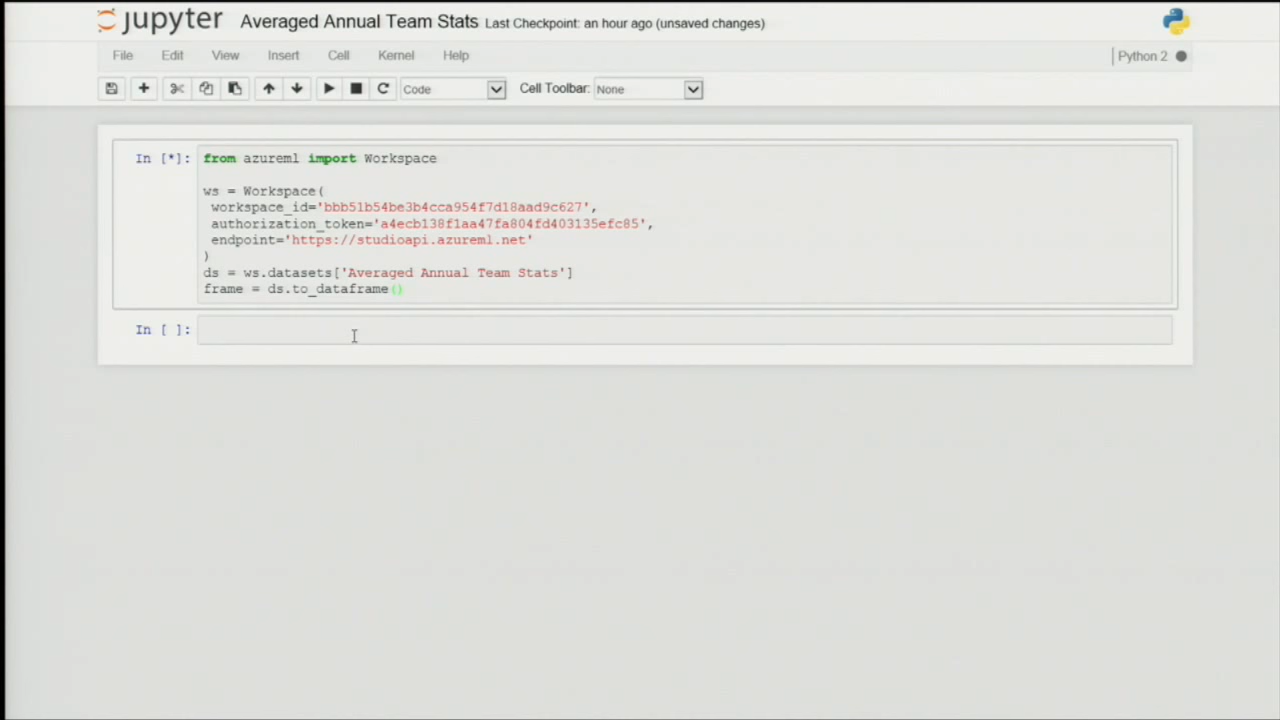 jupyter Averaged Annual Team Stats Last Checkpoint: an hour ago (unsaved changes)
File Edit View Insert Cell Kernel Help Python 2
Code Cell Toolbar: None
In [*]: from azureml import Workspace
ws = Workspace(
workspace_id='bbb51b54be3b4cca954f7d18aad9c627',
authorization_token='a4ecb138f1aa47fa804fd403135efc85',
endpoint='https://studioapi.azureml.net'
)
ds = ws.datasets['Averaged Annual Team Stats']
frame = ds.to_dataframe()
In [ ]: